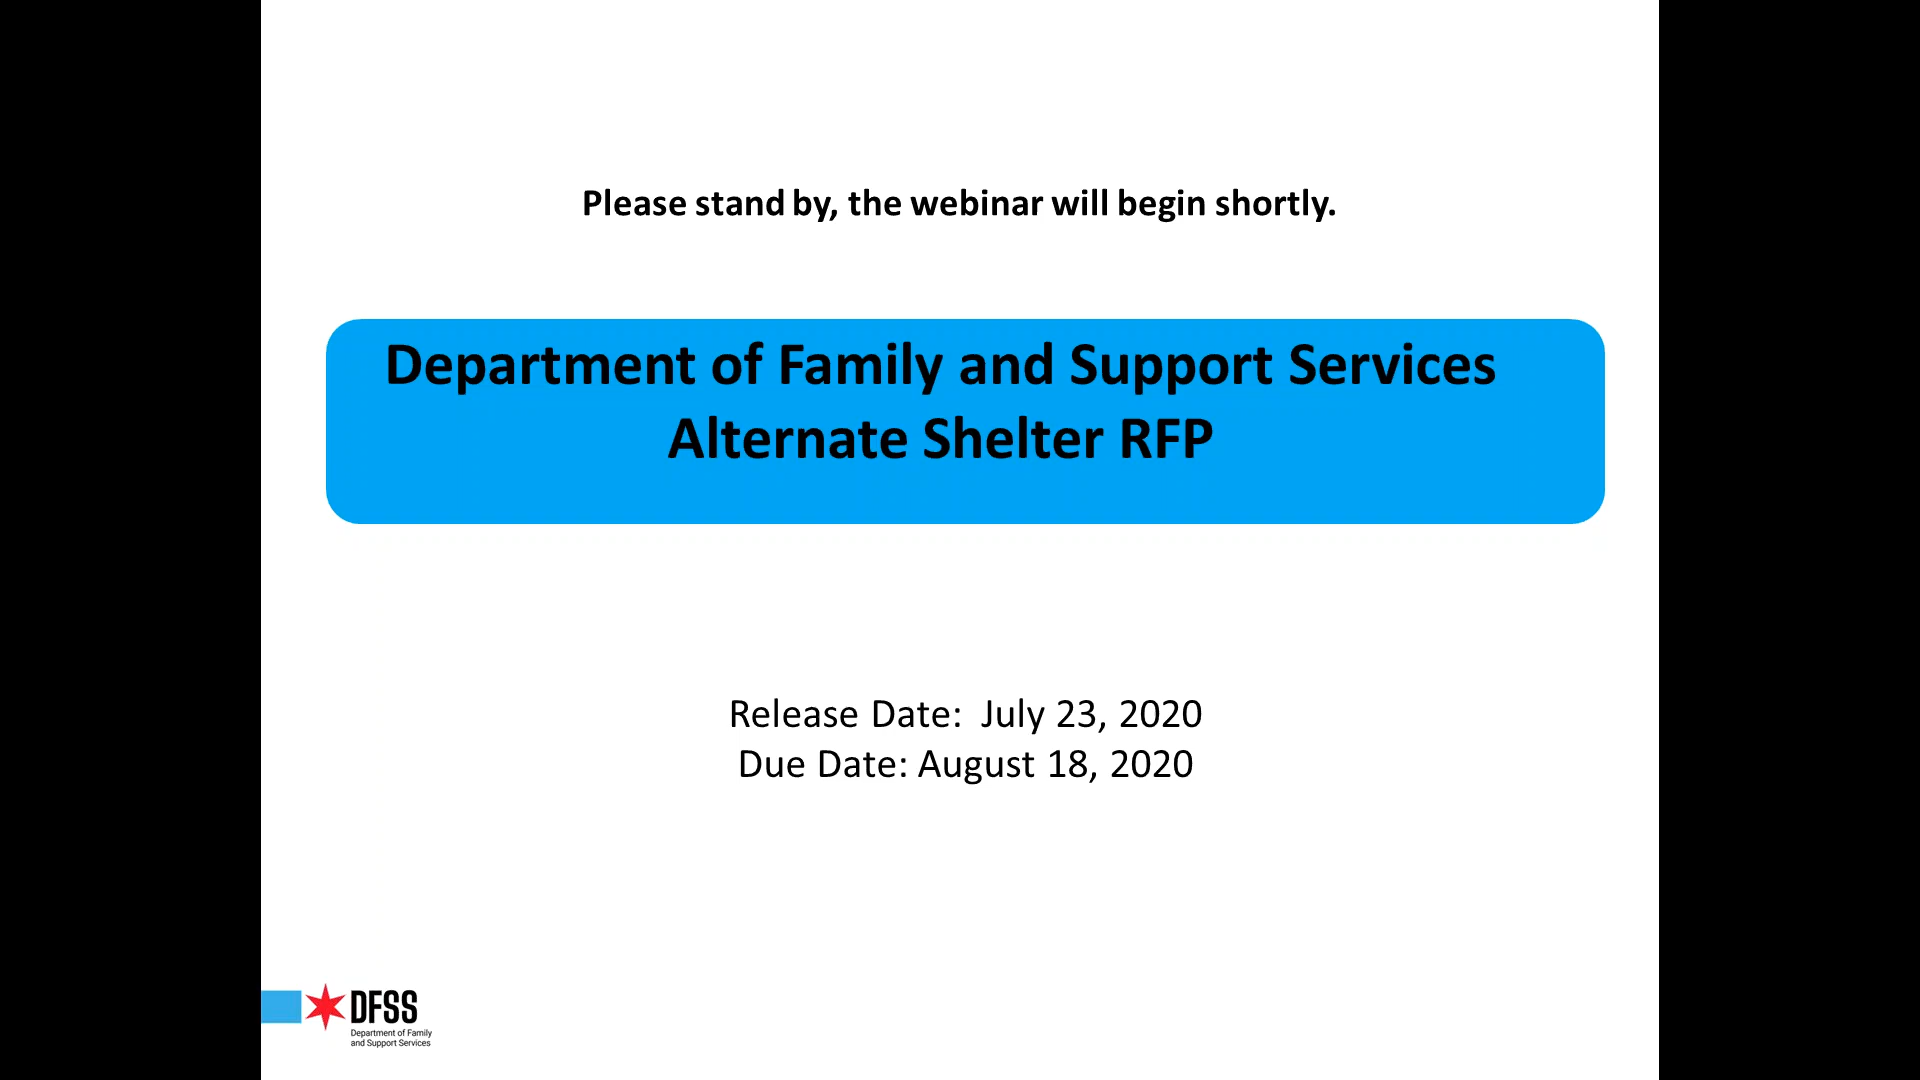 Please stand by, the webinar will begin shortly.
Department of Family and Support Services
Alternate Shelter RFP
Release Date:  July 23, 2020
Due Date: August 18, 2020
DFSS
Department of Family
and Support Services